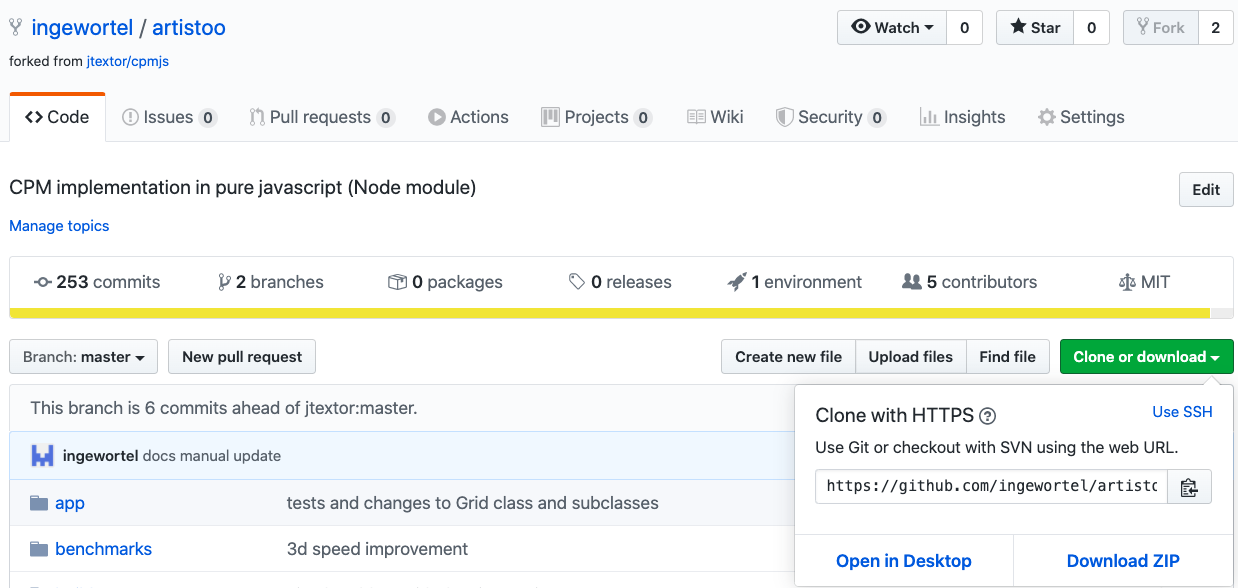 ingewortel / artistoo
Watch 0 Star 0 Fork 2
forked from jtextor/cpmjs
Code Issues 0 Pull requests 0 Actions Projects 0 Wiki Security 0 Insights Settings
CPM implementation in pure javascript (Node module)
Edit
Manage topics
253 commits 2 branches 0 packages 0 releases 1 environment 5 contributors MIT
Branch: master New pull request Create new file Upload files Find file Clone or download
This branch is 6 commits ahead of jtextor:master.
Clone with HTTPS ? Use SSH
Use Git or checkout with SVN using the web URL.
https://github.com/ingewortel/artisto
Open in Desktop Download ZIP
ingewortel docs manual update
app tests and changes to Grid class and subclasses
benchmarks 3d speed improvement